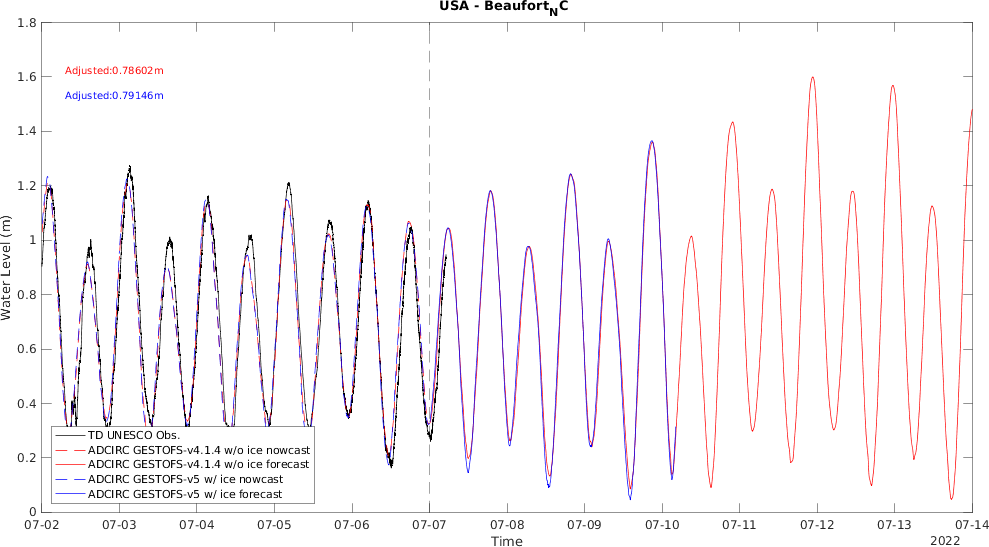 USA - Beaufort_NC
1.8
1.6
1.4
1.2
1
0.8
0.6
0.4
0.2
0
Water Level (m)
Adjusted:0.78602m
Adjusted:0.79146m
TD UNESCO Obs.
ADCIRC GESTOFS-v4.1.4 w/o ice nowcast
ADCIRC GESTOFS-v4.1.4 w/o ice forecast
ADCIRC GESTOFS-v5 w/ ice nowcast
ADCIRC GESTOFS-v5 w/ ice forecast
07-02 07-03 07-04 07-05 07-06 07-07 07-08 07-09 07-10 07-11 07-12 07-13 07-14
Time
2022